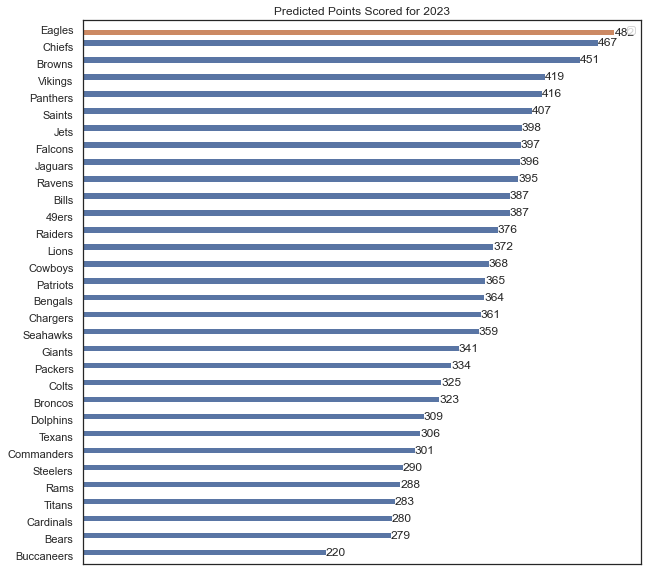 Predicted Points Scored for 2023
Eagles
Chiefs 467
Browns 451
Vikings 419
Panthers 416
Saints 407
Jets 398
Falcons 397
Jaguars 396
Ravens 395
Bills 387
49ers 387
Raiders 376
Lions 372
Cowboys 368
Patriots 365
Bengals 364
Chargers 361
Seahawks 359
Giants 341
Packers 334
Colts 325
Broncos 323
Dolphins 309
Texans 306
Commanders 301
Steelers 290
Rams 288
Titans 283
Cardinals 280
Bears 279
Buccaneers 220